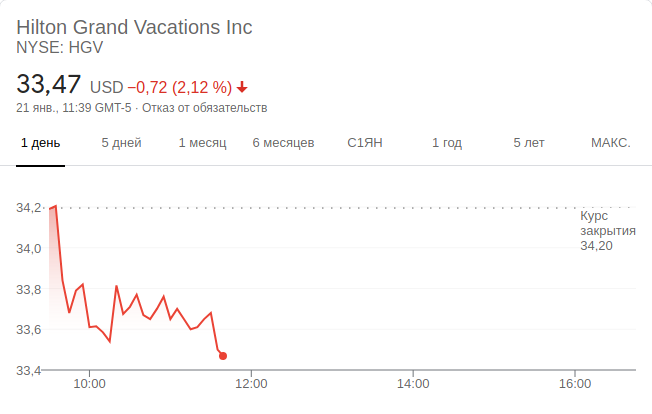 Hilton Grand Vacations Inc
NYSE: HGV
33,47 USD −0,72 (2,12 %)
21 янв., 11:39 GMT-5 · Отказ от обязательств
1 день 5 дней 1 месяц 6 месяцев С1ЯН 1 год 5 лет МАКС.
34,2
Курс
закрытия
34,20
34,0
33,8
33,6
33,4
10:00 12:00 14:00 16:00